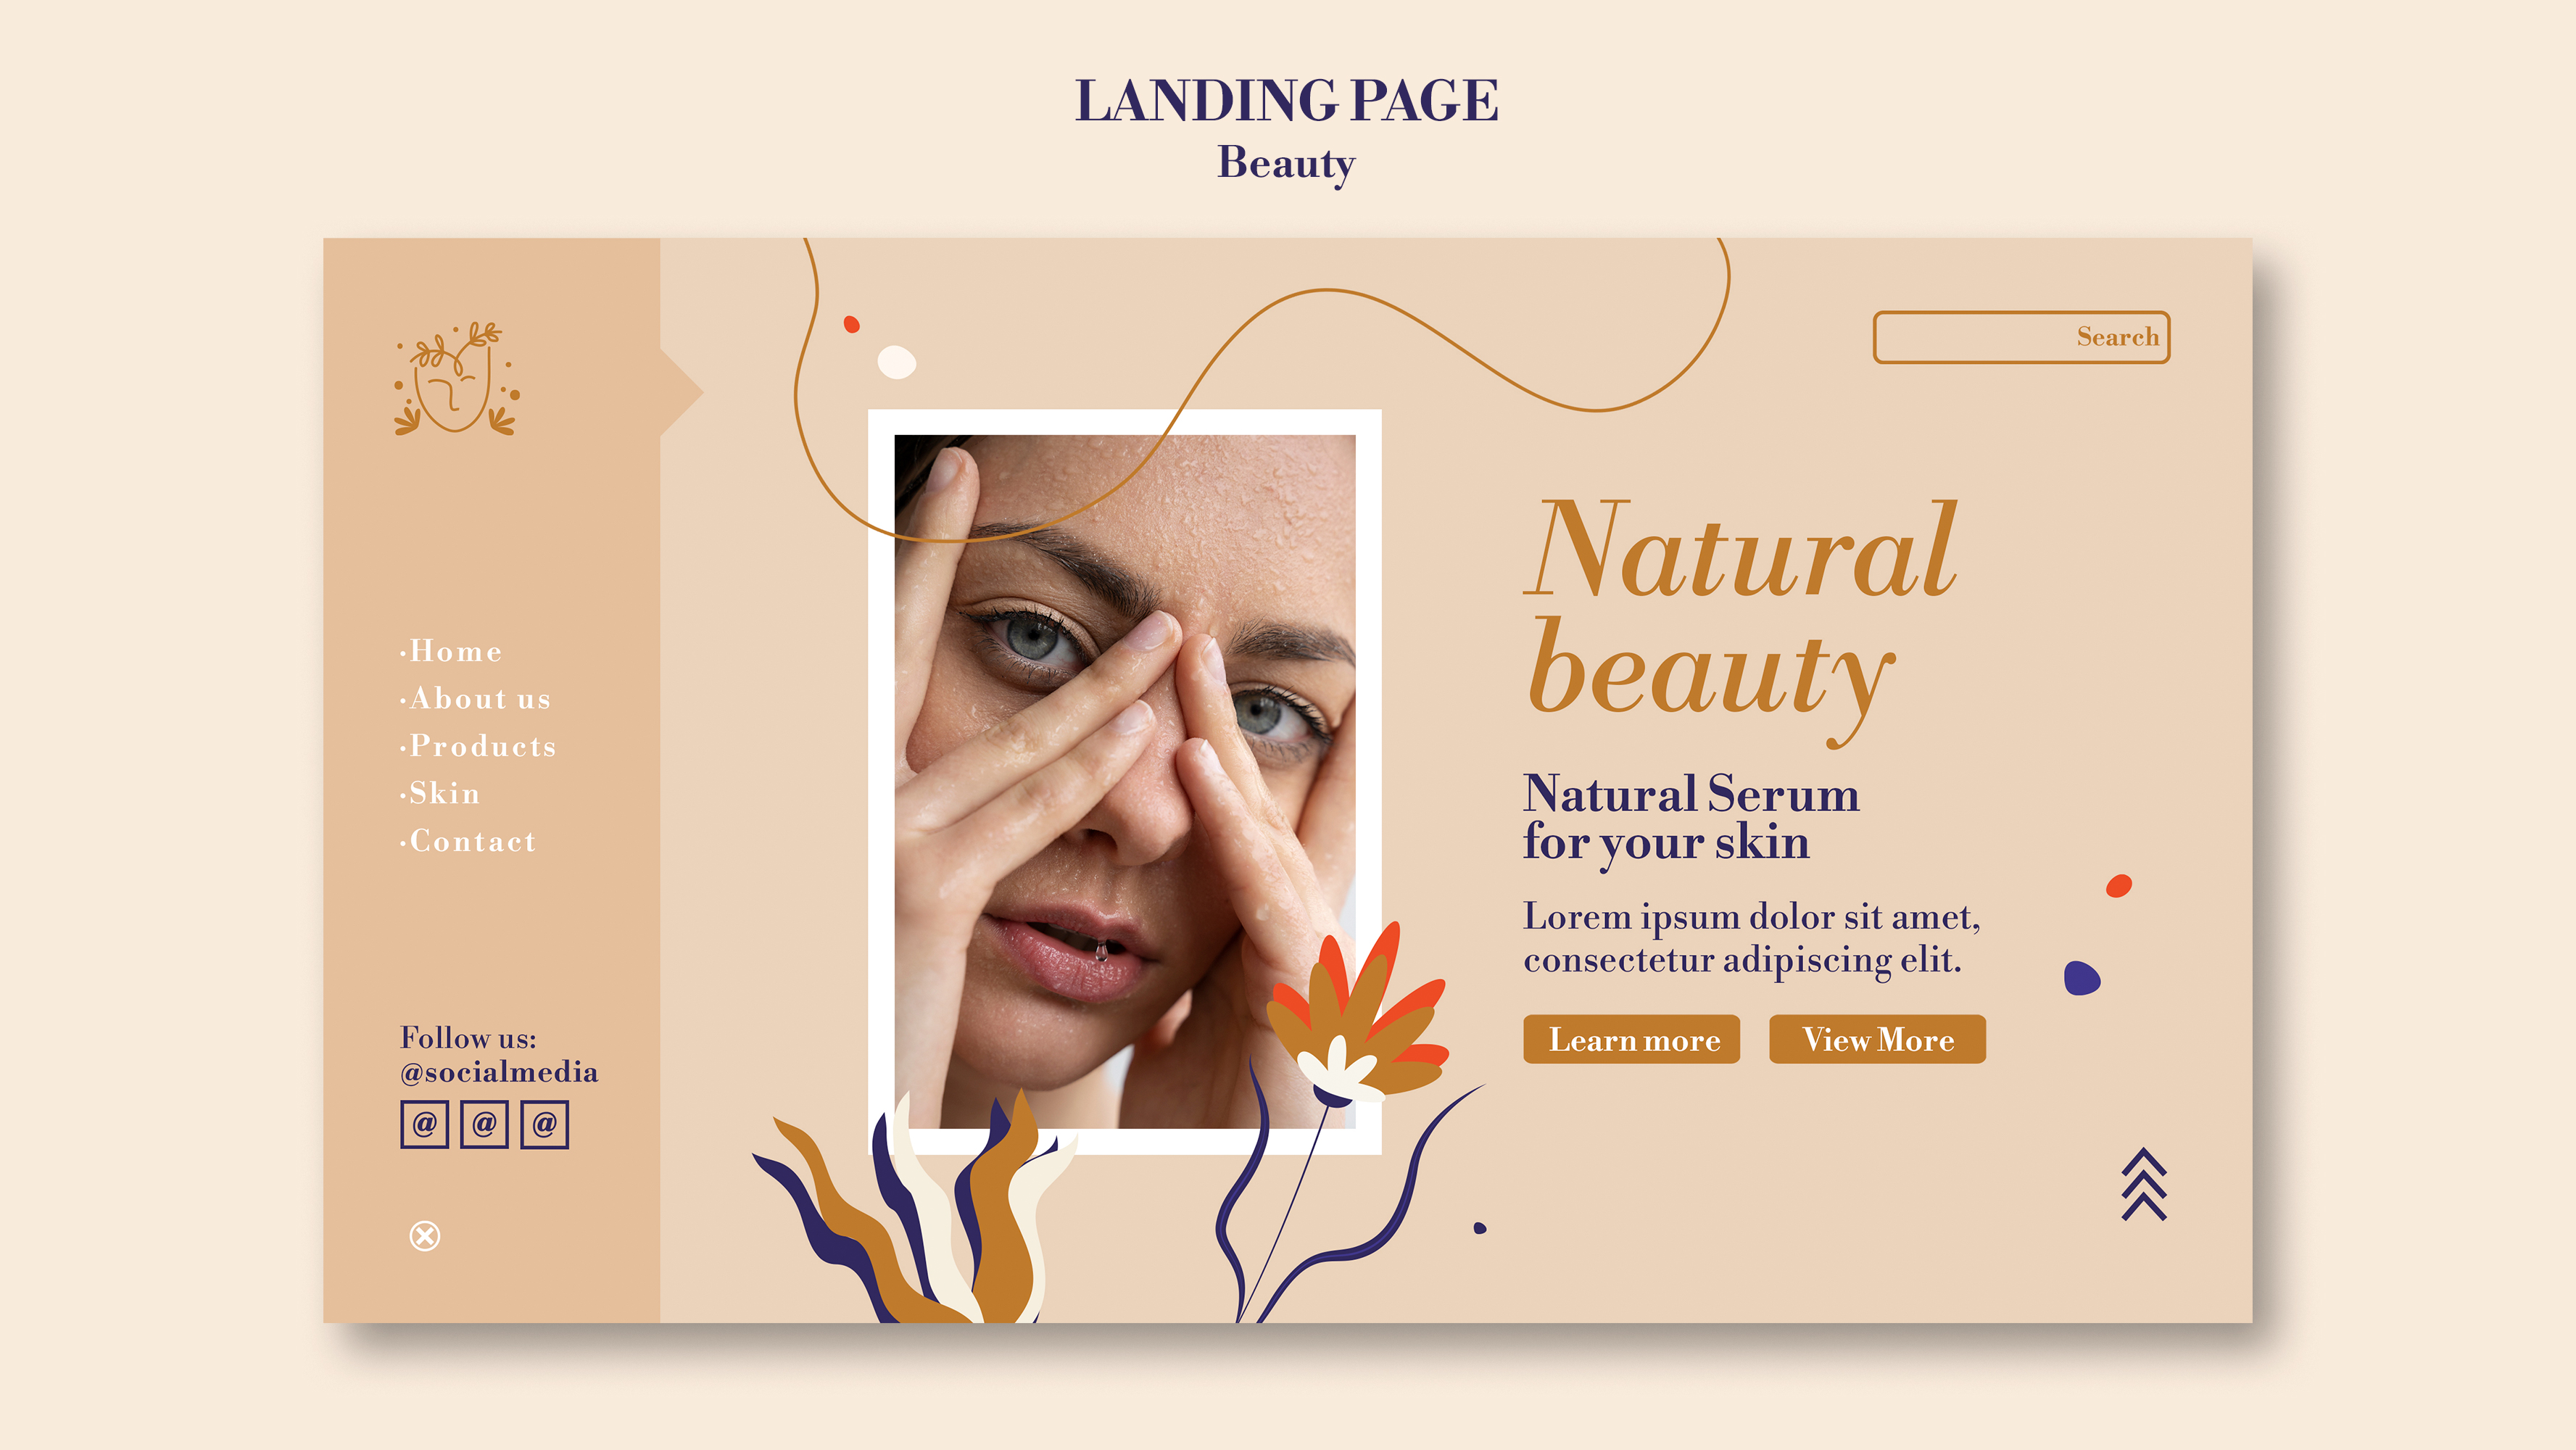 LANDING PAGE
Beauty
Search
·Home
·About us
·Products
·Skin
·Contact
Follow us:
@socialmedia
@ @ @
Natural
beauty
Natural Serum
for your skin
Lorem ipsum dolor sit amet,
consectetur adipiscing elit.
Learn more
View More